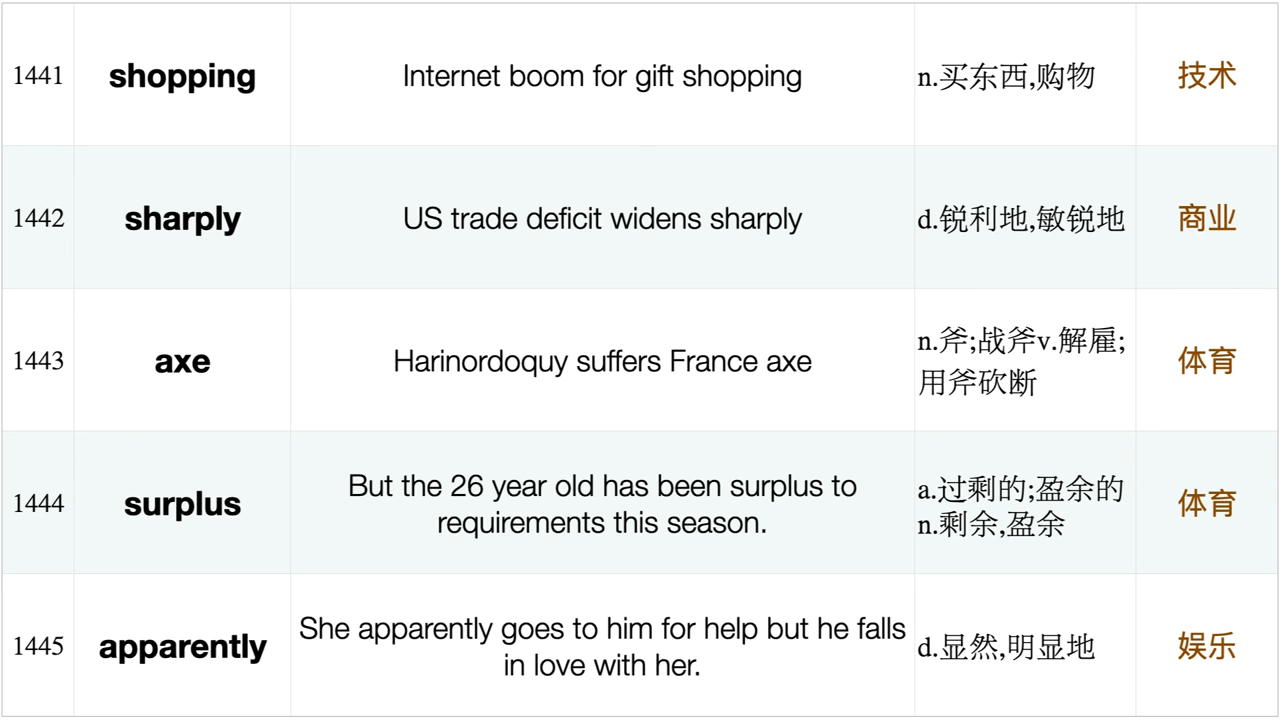 1441 shopping Internet boom for gift shopping n.买东西,购物 技术
1442 sharply US trade deficit widens sharply d.锐利地,敏锐地 商业
1443 axe Harinordoquy suffers France axe n.斧;战斧v.解雇;
用斧砍断 体育
1444 surplus But the 26 year old has been surplus to
requirements this season. a.过剩的;盈余的
n.剩余,盈余 体育
1445 apparently She apparently goes to him for help but he falls
in love with her. d.显然,明显地 娱乐